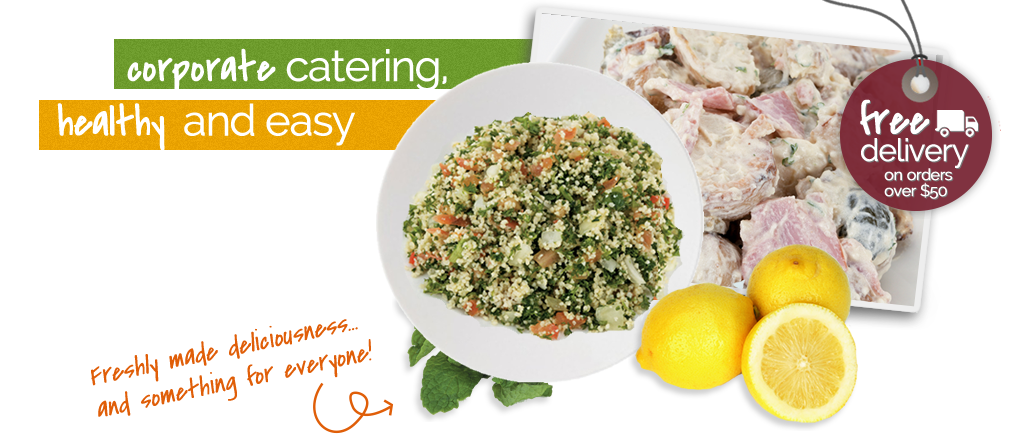 corporate catering,
healthy and easy
free
delivery
on orders
over $50
Freshly made deliciousness...
and something for everyone!